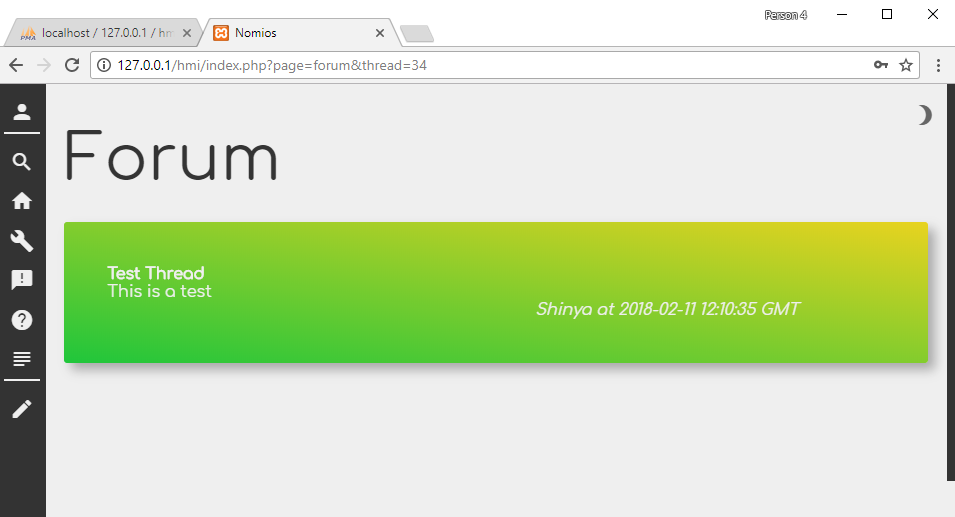 Person 4
PMA localhost / 127.0.0.1 / hm
Nomios
127.0.0.1/hmi/index.php?page=forum&thread=34
Forum
Test Thread
This is a test
Shinya at 2018-02-11 12:10:35 GMT